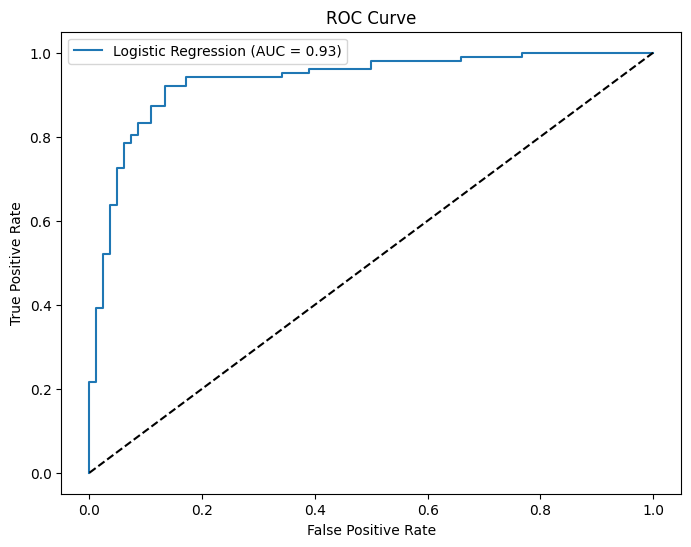 ROC Curve
Logistic Regression (AUC = 0.93)
True Positive Rate
1.0
0.8
0.6
0.4
0.2
0.0
0.0 0.2 0.4 0.6 0.8 1.0
False Positive Rate